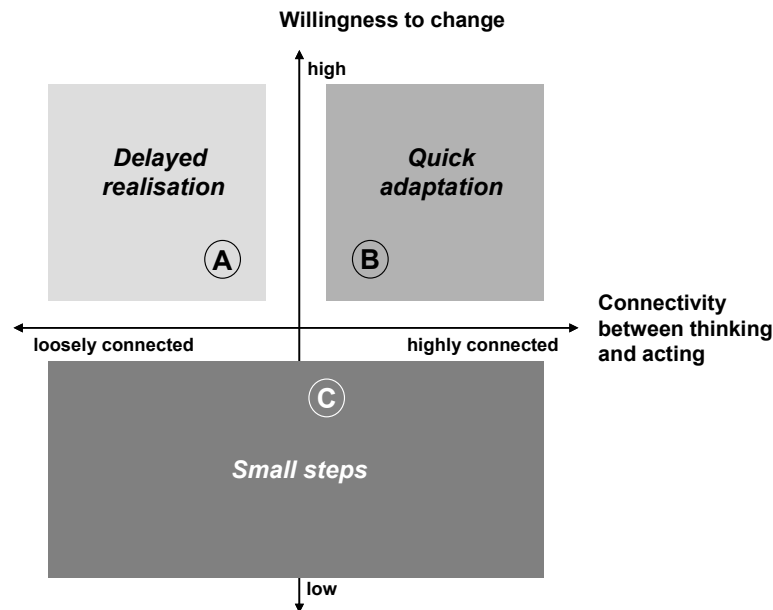 Willingness to change
high
Delayed
realisation
Quick
adaptation
A
B
Connectivity
between thinking
and acting
loosely connected
highly connected
C
Small steps
low